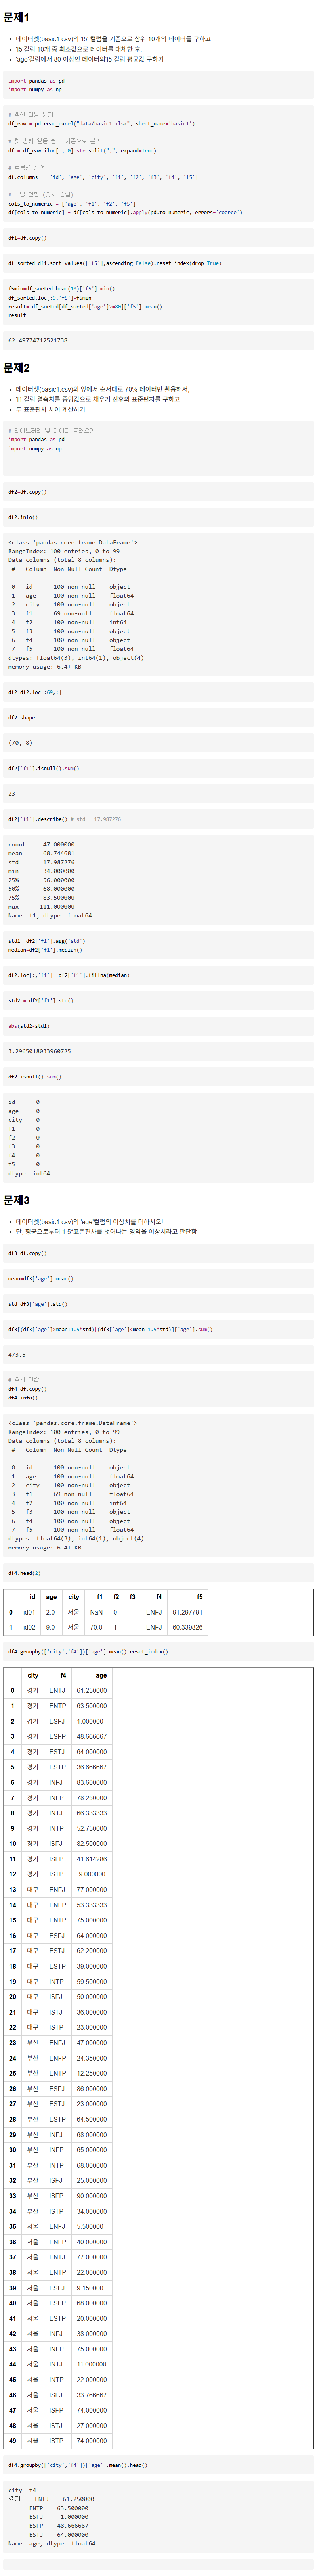 문제1
데이터셋(basic1.csv)의 'f5' 컬럼을 기준으로 상위 10개의 데이터를 구하고,
'f5'컬럼 10개 중 최소값으로 데이터를 대체한 후,
'age'컬럼에서 80 이상인 데이터의'f5 컬럼 평균값 구하기
import pandas as pd
import numpy as np
# 엑셀 파일 읽기
df_raw = pd.read_excel("data/basic1.xlsx", sheet_name='basic1')
# 첫 번째 열을 쉼표 기준으로 분리
df = df_raw.iloc[:, 0].str.split(",", expand=True)
# 컬럼명 설정
df.columns = ['id', 'age', 'city', 'f1', 'f2', 'f3', 'f4', 'f5']
# 타입 변환 (숫자 컬럼)
cols_to_numeric = ['age', 'f1', 'f2', 'f5']
df[cols_to_numeric] = df[cols_to_numeric].apply(pd.to_numeric, errors='coerce')
df1=df.copy()
df_sorted=df1.sort_values(['f5'],ascending=False).reset_index(drop=True)
f5min=df_sorted.head(10)['f5'].min()
df_sorted.loc[:9,'f5']=f5min
result= df_sorted[df_sorted['age']>=80]['f5'].mean()
result
62.49774712521738
문제2
데이터셋(basic1.csv)의 앞에서 순서대로 70% 데이터만 활용해서,
'f1'컬럼 결측치를 중앙값으로 채우기 전후의 표준편차를 구하고
두 표준편차 차이 계산하기
# 라이브러리 및 데이터 불러오기
import pandas as pd
import numpy as np
df2=df.copy()
df2.info()
<class 'pandas.core.frame.DataFrame'>
RangeIndex: 100 entries, 0 to 99
Data columns (total 8 columns):
# Column Non-Null Count Dtype
--- ------ -------------- -----
0 id 100 non-null object
1 age 100 non-null float64
2 city 100 non-null object
3 f1 69 non-null float64
4 f2 100 non-null int64
5 f3 100 non-null object
6 f4 100 non-null object
7 f5 100 non-null float64
dtypes: float64(3), int64(1), object(4)
memory usage: 6.4+ KB
df2=df2.loc[:69,:]
df2.shape
(70, 8)
df2['f1'].isnull().sum()
23
df2['f1'].describe() # std = 17.987276
count 47.000000
mean 68.744681
std 17.987276
min 34.000000
25% 56.000000
50% 68.000000
75% 83.500000
max 111.000000
Name: f1, dtype: float64
std1= df2['f1'].agg('std')
median=df2['f1'].median()
df2.loc[:,'f1']= df2['f1'].fillna(median)
std2 = df2['f1'].std()
abs(std2-std1)
3.2965018033960725
df2.isnull().sum()
id 0
age 0
city 0
f1 0
f2 0
f3 0
f4 0
f5 0
dtype: int64
문제3
데이터셋(basic1.csv)의 'age'컬럼의 이상치를 더하시오!
단, 평균으로부터 1.5*표준편차를 벗어나는 영역을 이상치라고 판단함
df3=df.copy()
mean=df3['age'].mean()
std=df3['age'].std()
df3[(df3['age']>mean+1.5*std)|(df3['age']<mean-1.5*std)]['age'].sum()
473.5
# 혼자 연습
df4=df.copy()
df4.info()
<class 'pandas.core.frame.DataFrame'>
RangeIndex: 100 entries, 0 to 99
Data columns (total 8 columns):
# Column Non-Null Count Dtype
--- ------ -------------- -----
0 id 100 non-null object
1 age 100 non-null float64
2 city 100 non-null object
3 f1 69 non-null float64
4 f2 100 non-null int64
5 f3 100 non-null object
6 f4 100 non-null object
7 f5 100 non-null float64
dtypes: float64(3), int64(1), object(4)
memory usage: 6.4+ KB
df4.head(2)
id age city f1 f2 f3 f4 f5
0 id01 2.0 서울 NaN 0 ENFJ 91.297791
1 id02 9.0 서울 70.0 1 ENFJ 60.339826
df4.groupby(['city','f4'])['age'].mean().reset_index()
city f4 age
0 경기 ENTJ 61.250000
1 경기 ENTP 63.500000
2 경기 ESFJ 1.000000
3 경기 ESFP 48.666667
4 경기 ESTJ 64.000000
5 경기 ESTP 36.666667
6 경기 INFJ 83.600000
7 경기 INFP 78.250000
8 경기 INTJ 66.333333
9 경기 INTP 52.750000
10 경기 ISFJ 82.500000
11 경기 ISFP 41.614286
12 경기 ISTP -9.000000
13 대구 ENFJ 77.000000
14 대구 ENFP 53.333333
15 대구 ENTP 75.000000
16 대구 ESFJ 64.000000
17 대구 ESTJ 62.200000
18 대구 ESTP 39.000000
19 대구 INTP 59.500000
20 대구 ISFJ 50.000000
21 대구 ISTJ 36.000000
22 대구 ISTP 23.000000
23 부산 ENFJ 47.000000
24 부산 ENFP 24.350000
25 부산 ENTP 12.250000
26 부산 ESFJ 86.000000
27 부산 ESTJ 23.000000
28 부산 ESTP 64.500000
29 부산 INFJ 68.000000
30 부산 INFP 65.000000
31 부산 INTP 68.000000
32 부산 ISFJ 25.000000
33 부산 ISFP 90.000000
34 부산 ISTP 34.000000
35 서울 ENFJ 5.500000
36 서울 ENFP 40.000000
37 서울 ENTJ 77.000000
38 서울 ENTP 22.000000
39 서울 ESFJ 9.150000
40 서울 ESFP 68.000000
41 서울 ESTP 20.000000
42 서울 INFJ 38.000000
43 서울 INFP 75.000000
44 서울 INTJ 11.000000
45 서울 INTP 22.000000
46 서울 ISFJ 33.766667
47 서울 ISFP 74.000000
48 서울 ISTJ 27.000000
49 서울 ISTP 74.000000
df4.groupby(['city','f4'])['age'].mean().head()
city f4
경기 ENTJ 61.250000
ENTP 63.500000
ESFJ 1.000000
ESFP 48.666667
ESTJ 64.000000
Name: age, dtype: float64